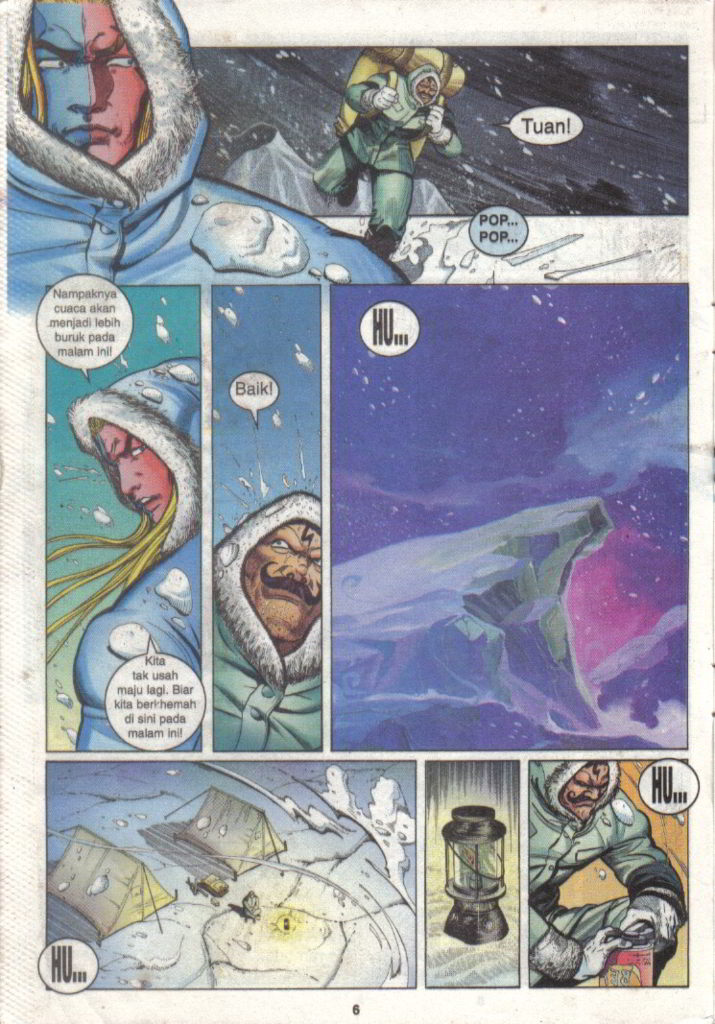 Tuan!
POP...
POP...
Nampaknya
cuaca akan
menjadi lebih
buruk pada
malam ini!
Kita
tak usah
maju lagi. Biar
kita berkhemah
di sini pada
malam ini!
Baik!
HU...
HU...
HU...
6